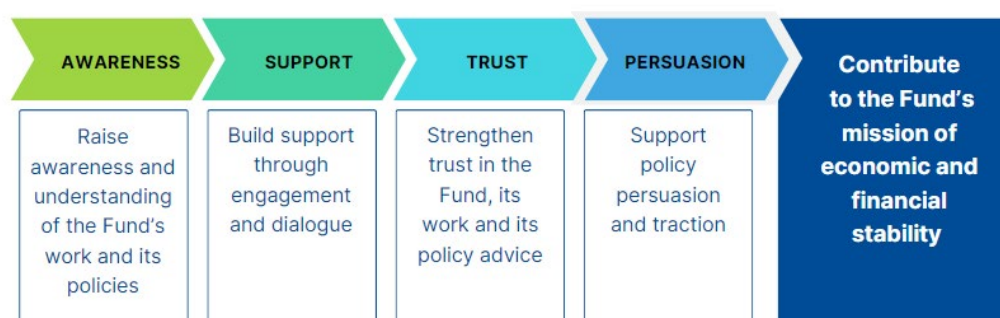 AWARENESS
SUPPORT
TRUST
PERSUASION
Raise
awareness and
understanding
of the Fund's
work and its
policies
Build support
through
engagement
and dialogue
Strengthen
trust in the
Fund, its
work and its
policy advice
Support
policy
persuasion
and traction
Contribute
to the Fund's
mission of
economic and
financial
stability